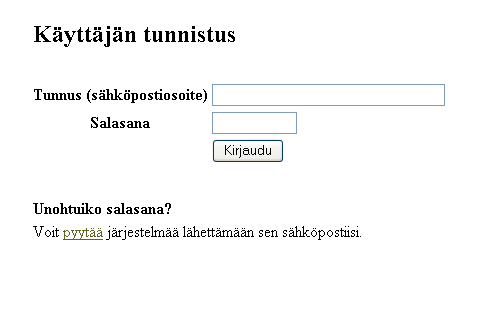 Käyttäjän tunnistus
Tunnus (sähköpostiosoite)
Salasana
Kirjaudu
Unohtuiko salasana?
Voit pyytää järjestelmää lähettämään sen sähköpostiisi.